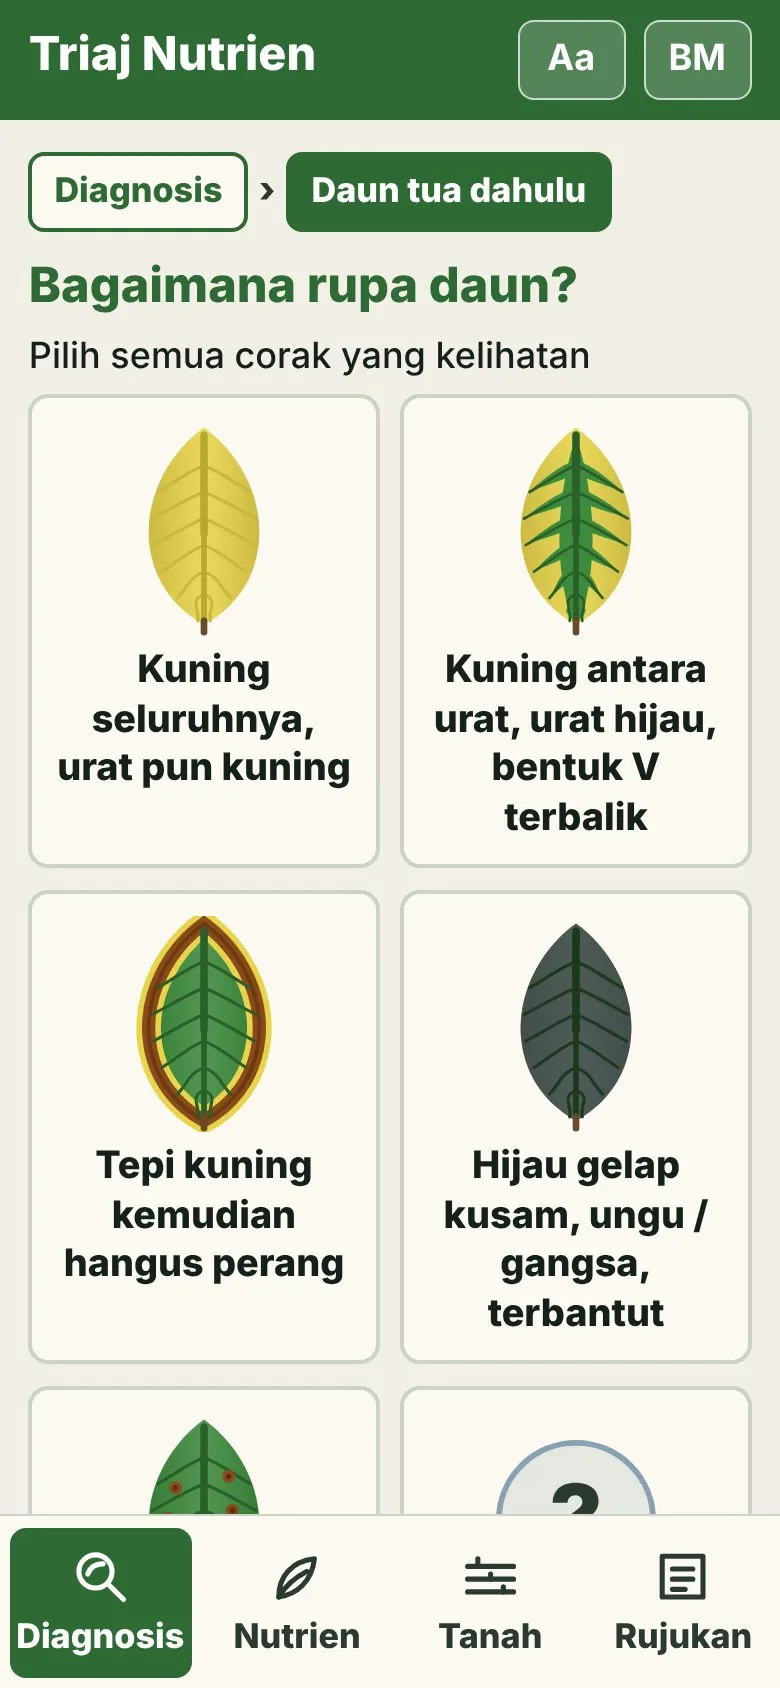 Triaj Nutrien
Aa
BM
Diagnosis
›
Daun tua dahulu
Bagaimana rupa daun?
Pilih semua corak yang kelihatan
Kuning
seluruhnya,
urat pun kuning
Kuning antara
urat, urat hijau,
bentuk V
terbalik
Tepi kuning
kemudian
hangus perang
Hijau gelap
kusam, ungu /
gangsa,
terbantut
?
Diagnosis
Nutrien
Tanah
Rujukan